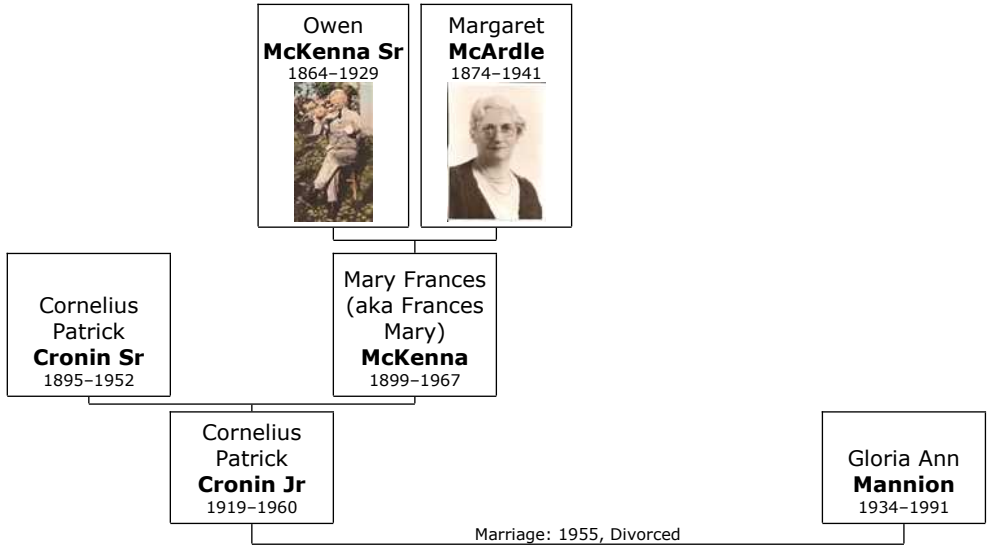 Owen
McKenna Sr
1864–1929
Margaret
McArdle
1874–1941
Cornelius
Patrick
Cronin Sr
1895–1952
Mary Frances
(aka Frances
Mary)
McKenna
1899–1967
Cornelius
Patrick
Cronin Jr
1919–1960
Gloria Ann
Mannion
1934–1991
Marriage: 1955, Divorced